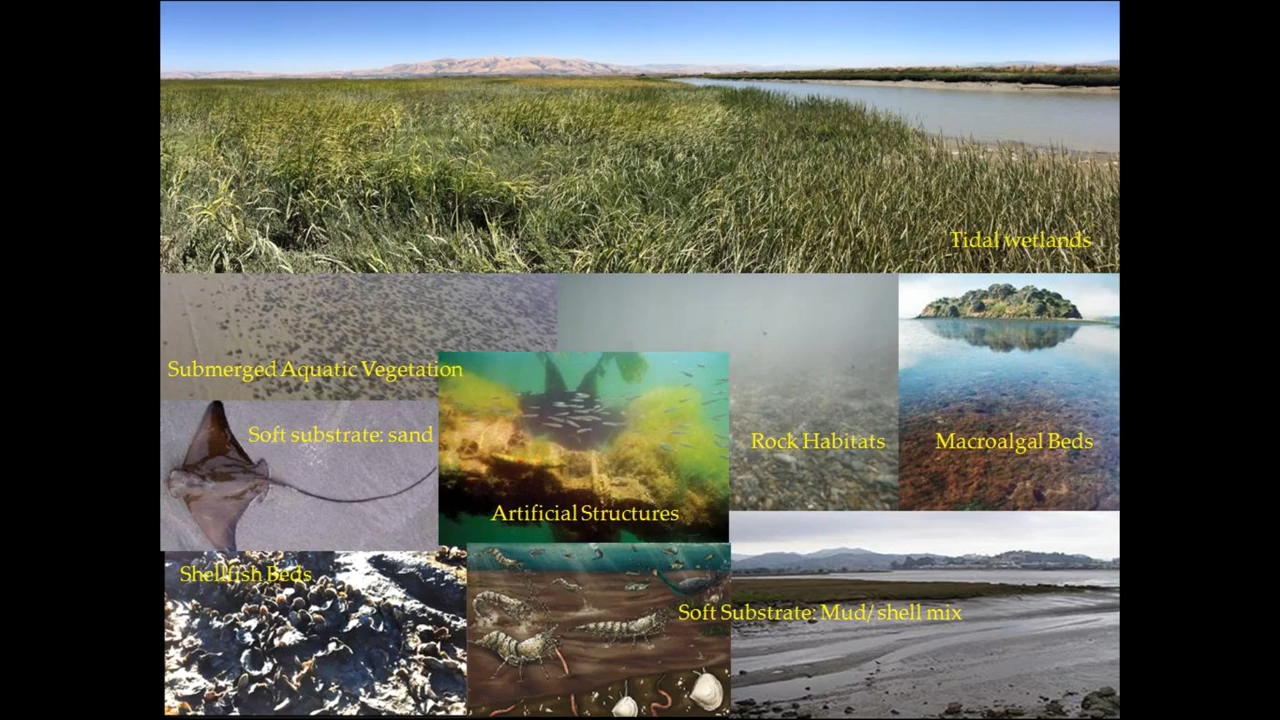 Tidal wetlands
Submerged Aquatic Vegetation
Soft substrate: sand
Rock Habitats
Macroalgal Beds
Artificial Structures
Shellfish Beds
Soft Substrate: Mud/ shell mix